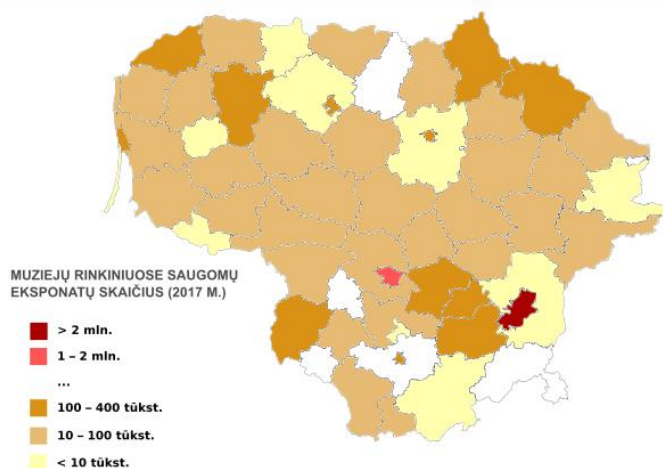 MUZIEJŲ RINKINIUOSE SAUGOMŲ
EKSPONATŲ SKAIČIUS (2017 M.)
> 2 mln.
1 – 2 mln.
...
100 – 400 tūkst.
10 – 100 tūkst.
< 10 tūkst.